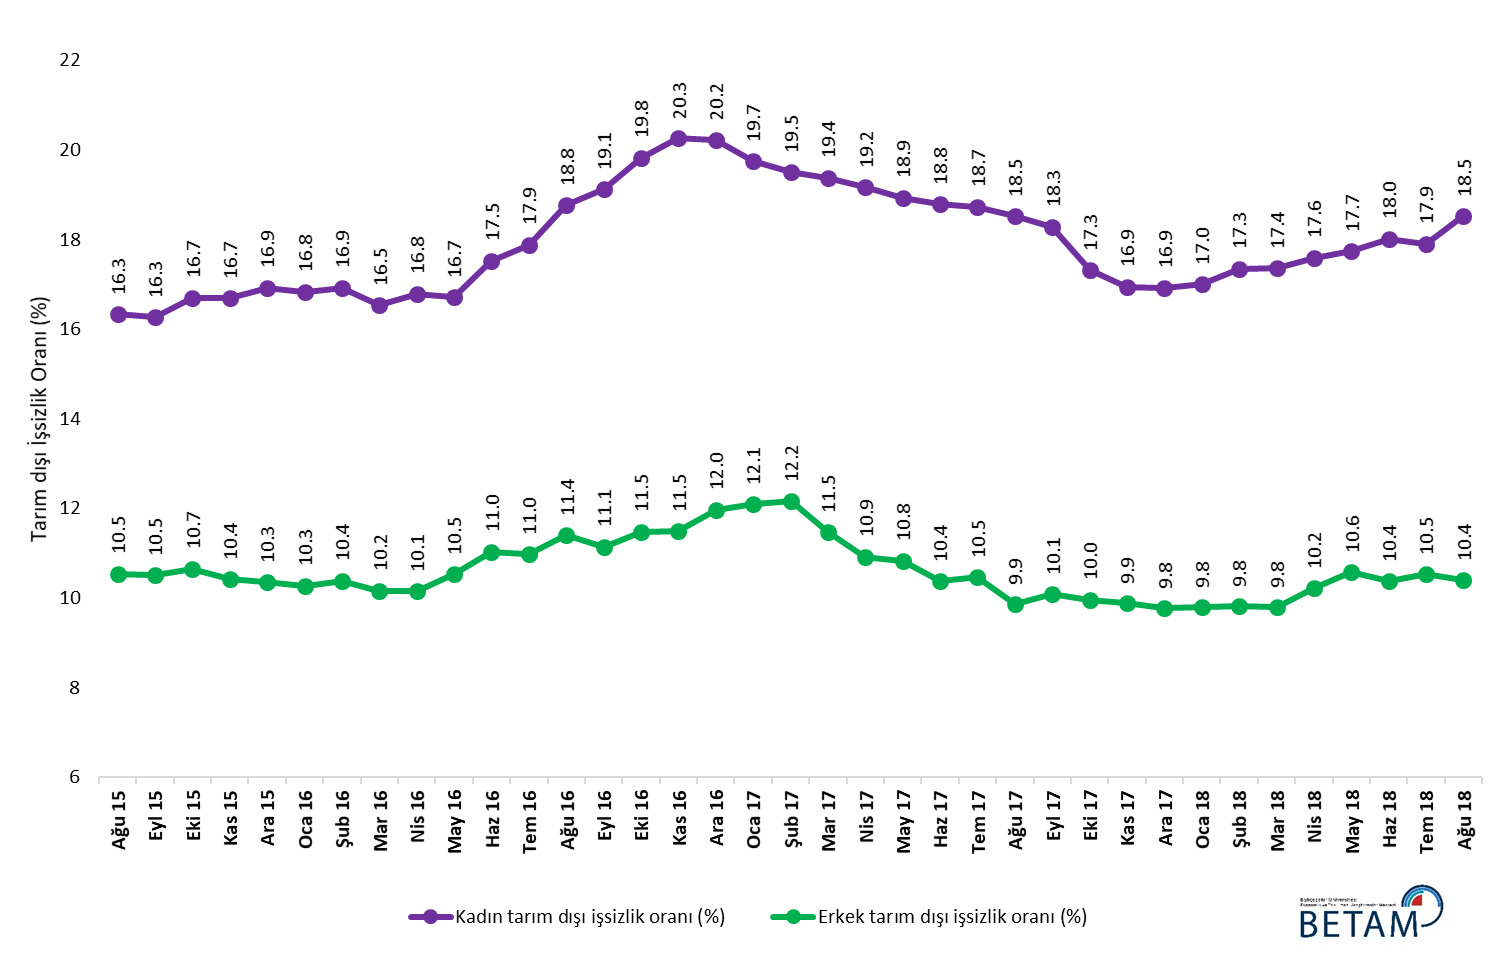 22
20
18
16
14
12
10
8
6
Tarım dışı İşsizlik Oranı (%)
16.3
16.3
16.7
16.7
16.9
16.8
16.9
16.5
16.8
16.7
17.5
17.9
18.8
19.1
19.8
20.3
20.2
19.7
19.5
19.4
19.2
18.9
18.8
18.7
18.5
18.3
17.3
16.9
16.9
17.0
17.3
17.4
17.6
17.7
18.0
17.9
18.5
10.5
10.5
10.7
10.4
10.3
10.3
10.4
10.2
10.1
10.5
11.0
11.0
11.4
11.1
11.5
11.5
12.0
12.1
12.2
11.5
10.9
10.8
10.4
10.5
9.9
10.1
10.0
9.9
9.8
9.8
9.8
9.8
10.2
10.6
10.4
10.5
10.4
Ağu 15
Eyl 15
Eki 15
Kas 15
Ara 15
Oca 16
Şub 16
Mar 16
Nis 16
May 16
Haz 16
Tem 16
Ağu 16
Eyl 16
Eki 16
Kas 16
Ara 16
Oca 17
Şub 17
Mar 17
Nis 17
May 17
Haz 17
Tem 17
Ağu 17
Eyl 17
Eki 17
Kas 17
Ara 17
Oca 18
Şub 18
Mar 18
Nis 18
May 18
Haz 18
Tem 18
Ağu 18
Kadın tarım dışı işsizlik oranı (%)
Erkek tarım dışı işsizlik oranı (%)
Bahçeşehir Üniversitesi
BETAM